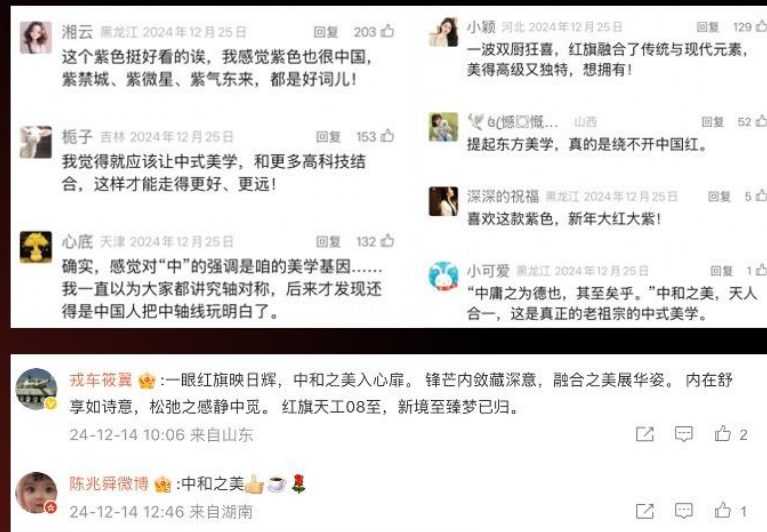 湘云 黑龙江 2024年12月25日 回复 203
这个紫色挺好看的诶，我感觉紫色也很中国，
紫禁城、紫微星、紫气东来，都是好词儿！
栀子 吉林 2024年12月25日 回复 153
我觉得就应该让中式美学，和更多高科技结
合，这样才能走得更好、更远！
心底 天津 2024年12月25日 回复 132
确实，感觉对“中”的强调是咱的美学基因……
我一直以为大家都讲究轴对称，后来才发现还
得是中国人把中轴线玩明白了。
小颖 河北 2024年12月25日 回复 129
一波双厨狂喜，红旗融合了传统与现代元素，
美得高级又独特，想拥有！
(憾慨... 山西 回复 52
提起东方美学，真的是绕不开中国红。
深深的祝福 黑龙江 2024年12月25日 回复 5
喜欢这款紫色，新年大红大紫！
小可爱 黑龙江 2024年12月25日 回复 1
“中庸之为德也，其至矣乎。”中和之美，天人
合一，这是真正的老祖宗的中式美学。
戎车筱翼 :一眼红旗映日辉，中和之美入心扉。 锋芒内敛藏深意，融合之美展华姿。 内在舒
享如诗意，松弛之感静中觅。 红旗天工08至，新境至臻梦已归。
24-12-14 10:06 来自山东 2
陈兆舜微博 :中和之美👍☕🌹
24-12-14 12:46 来自湖南 1